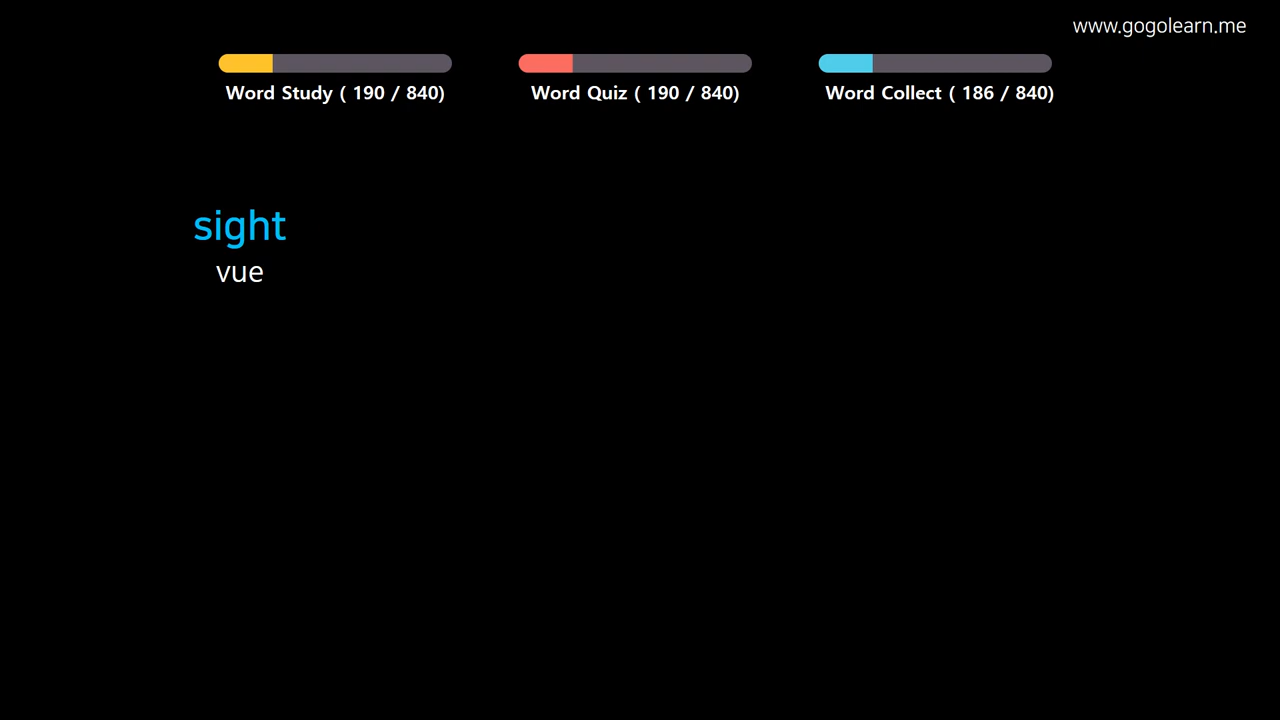 www.gogolearn.me
Word Study ( 190 / 840)
Word Quiz ( 190 / 840)
Word Collect ( 186 / 840)
sight
vue